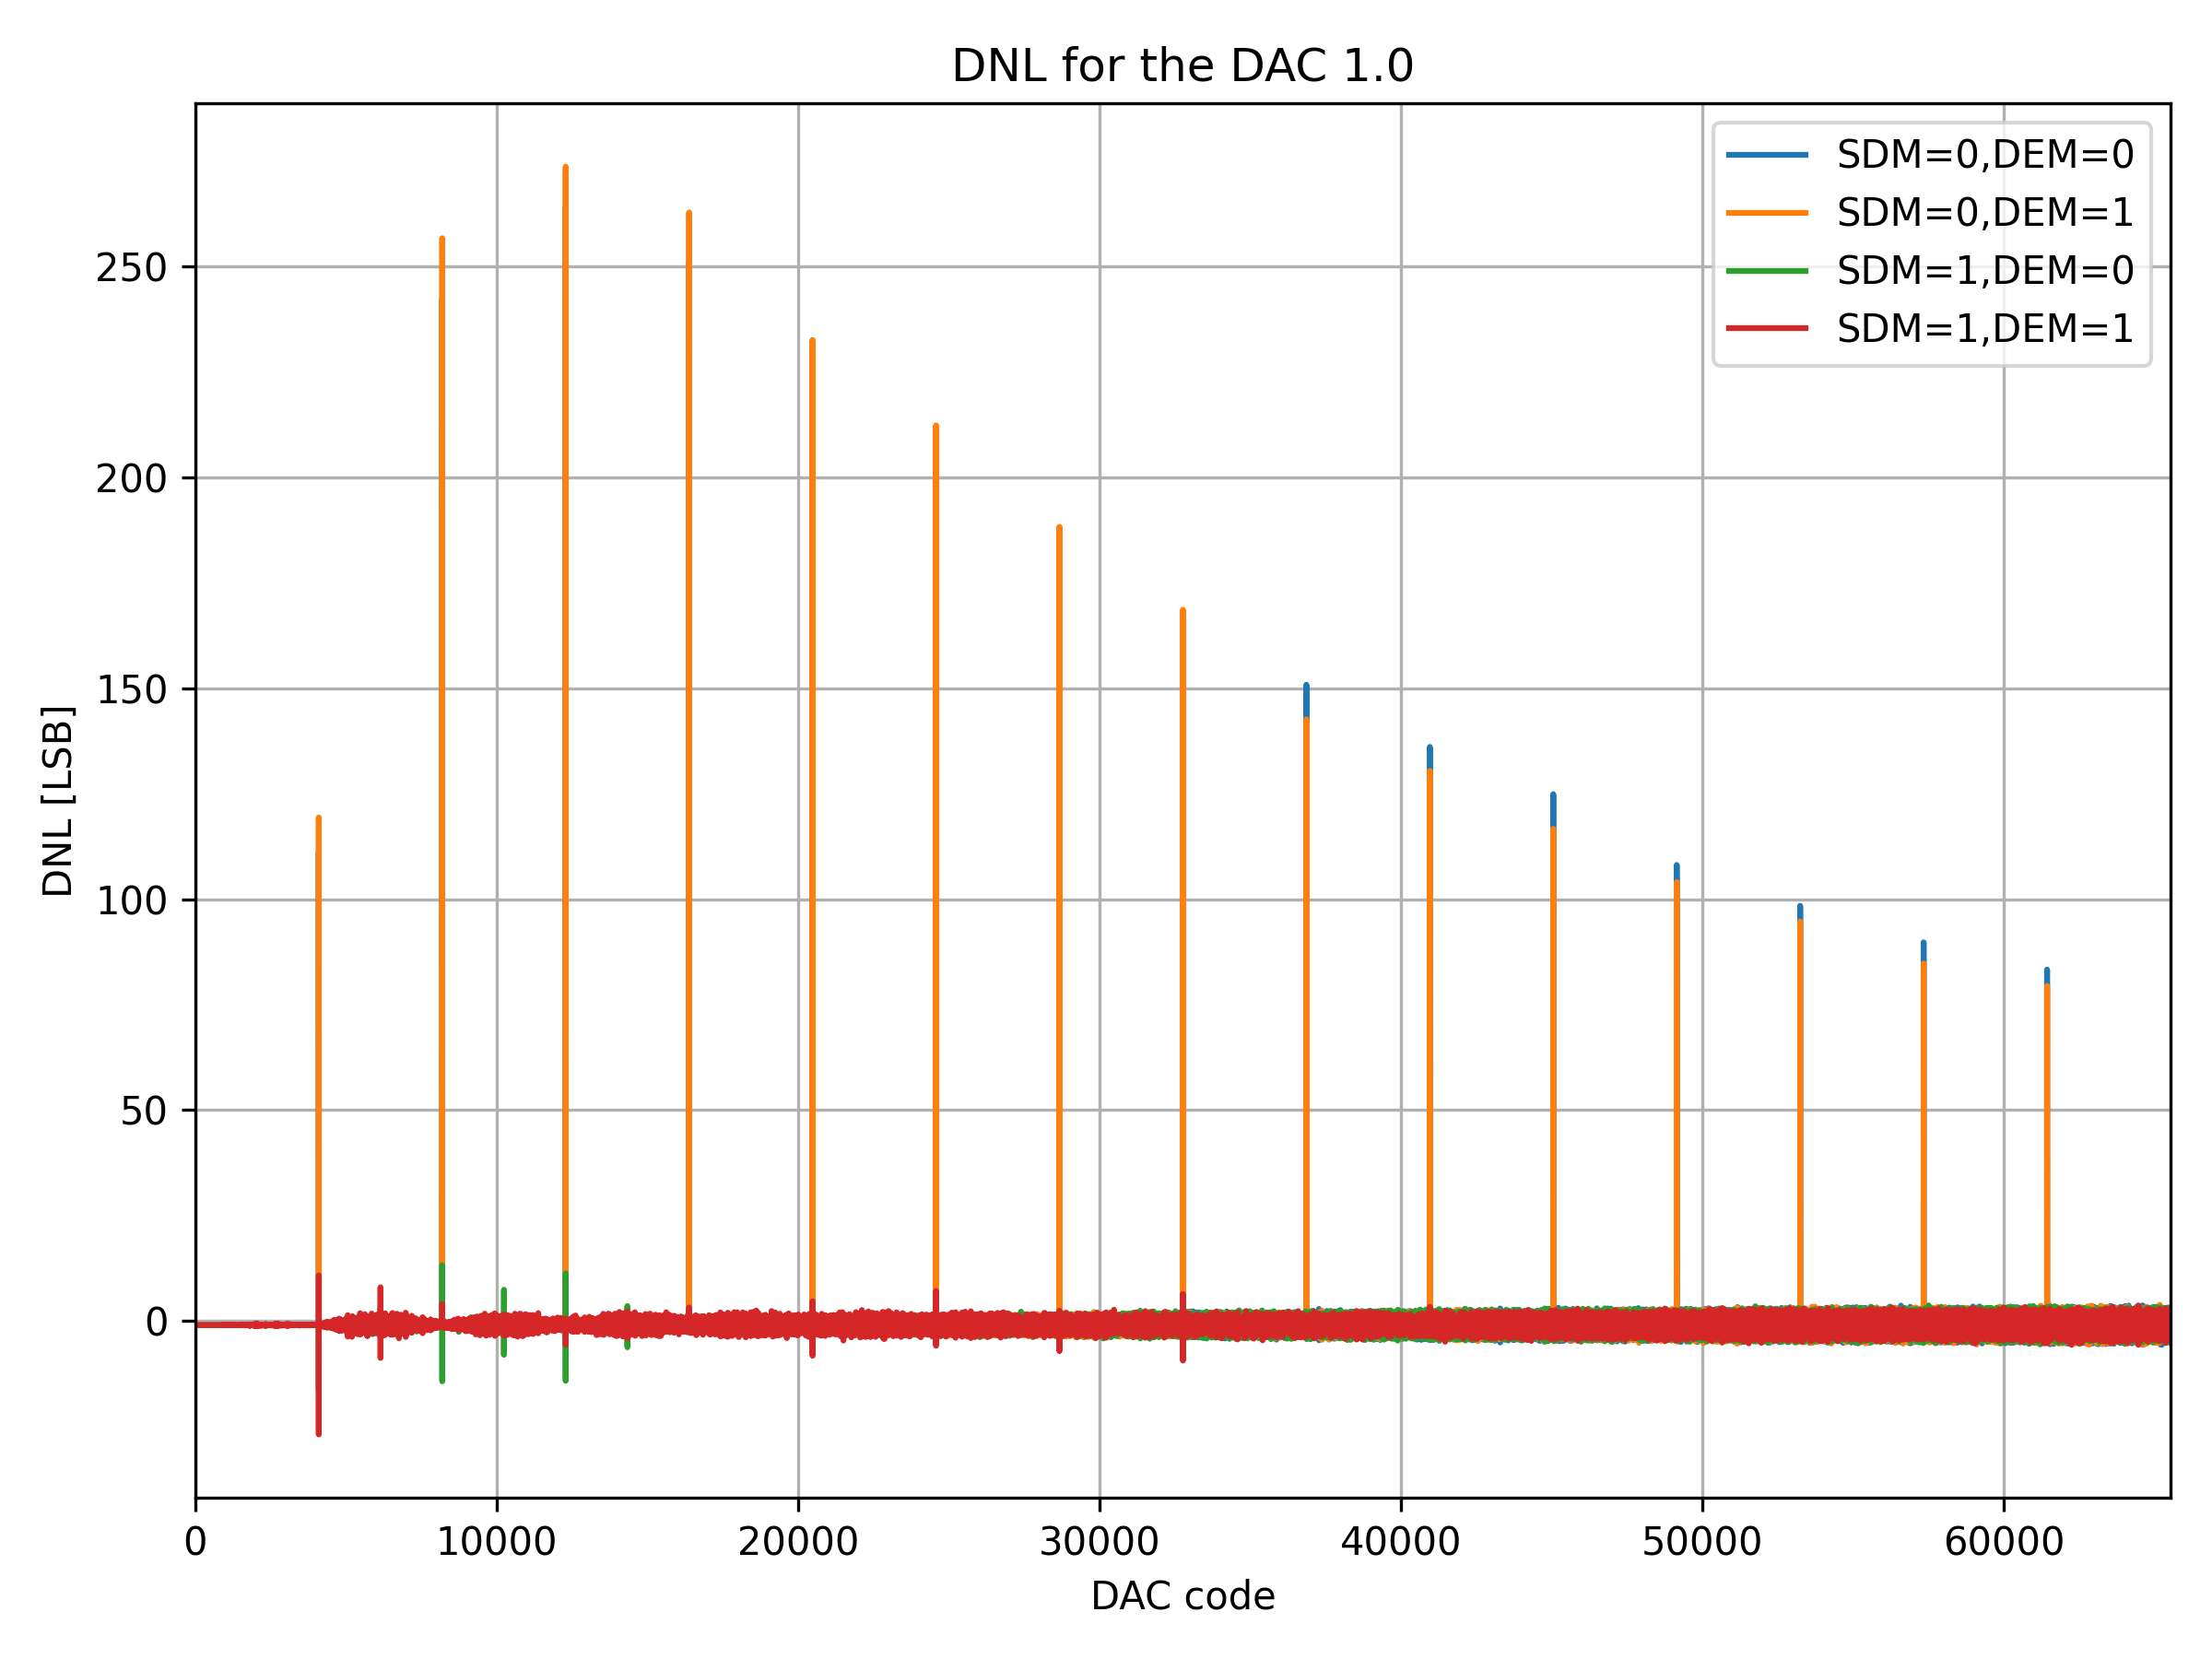 DNL for the DAC 1.0
SDM=0,DEM=0
SDM=0,DEM=1
SDM=1,DEM=0
SDM=1,DEM=1
250
200
150
100
50
0
DNL [LSB]
0 10000 20000 30000 40000 50000 60000
DAC code